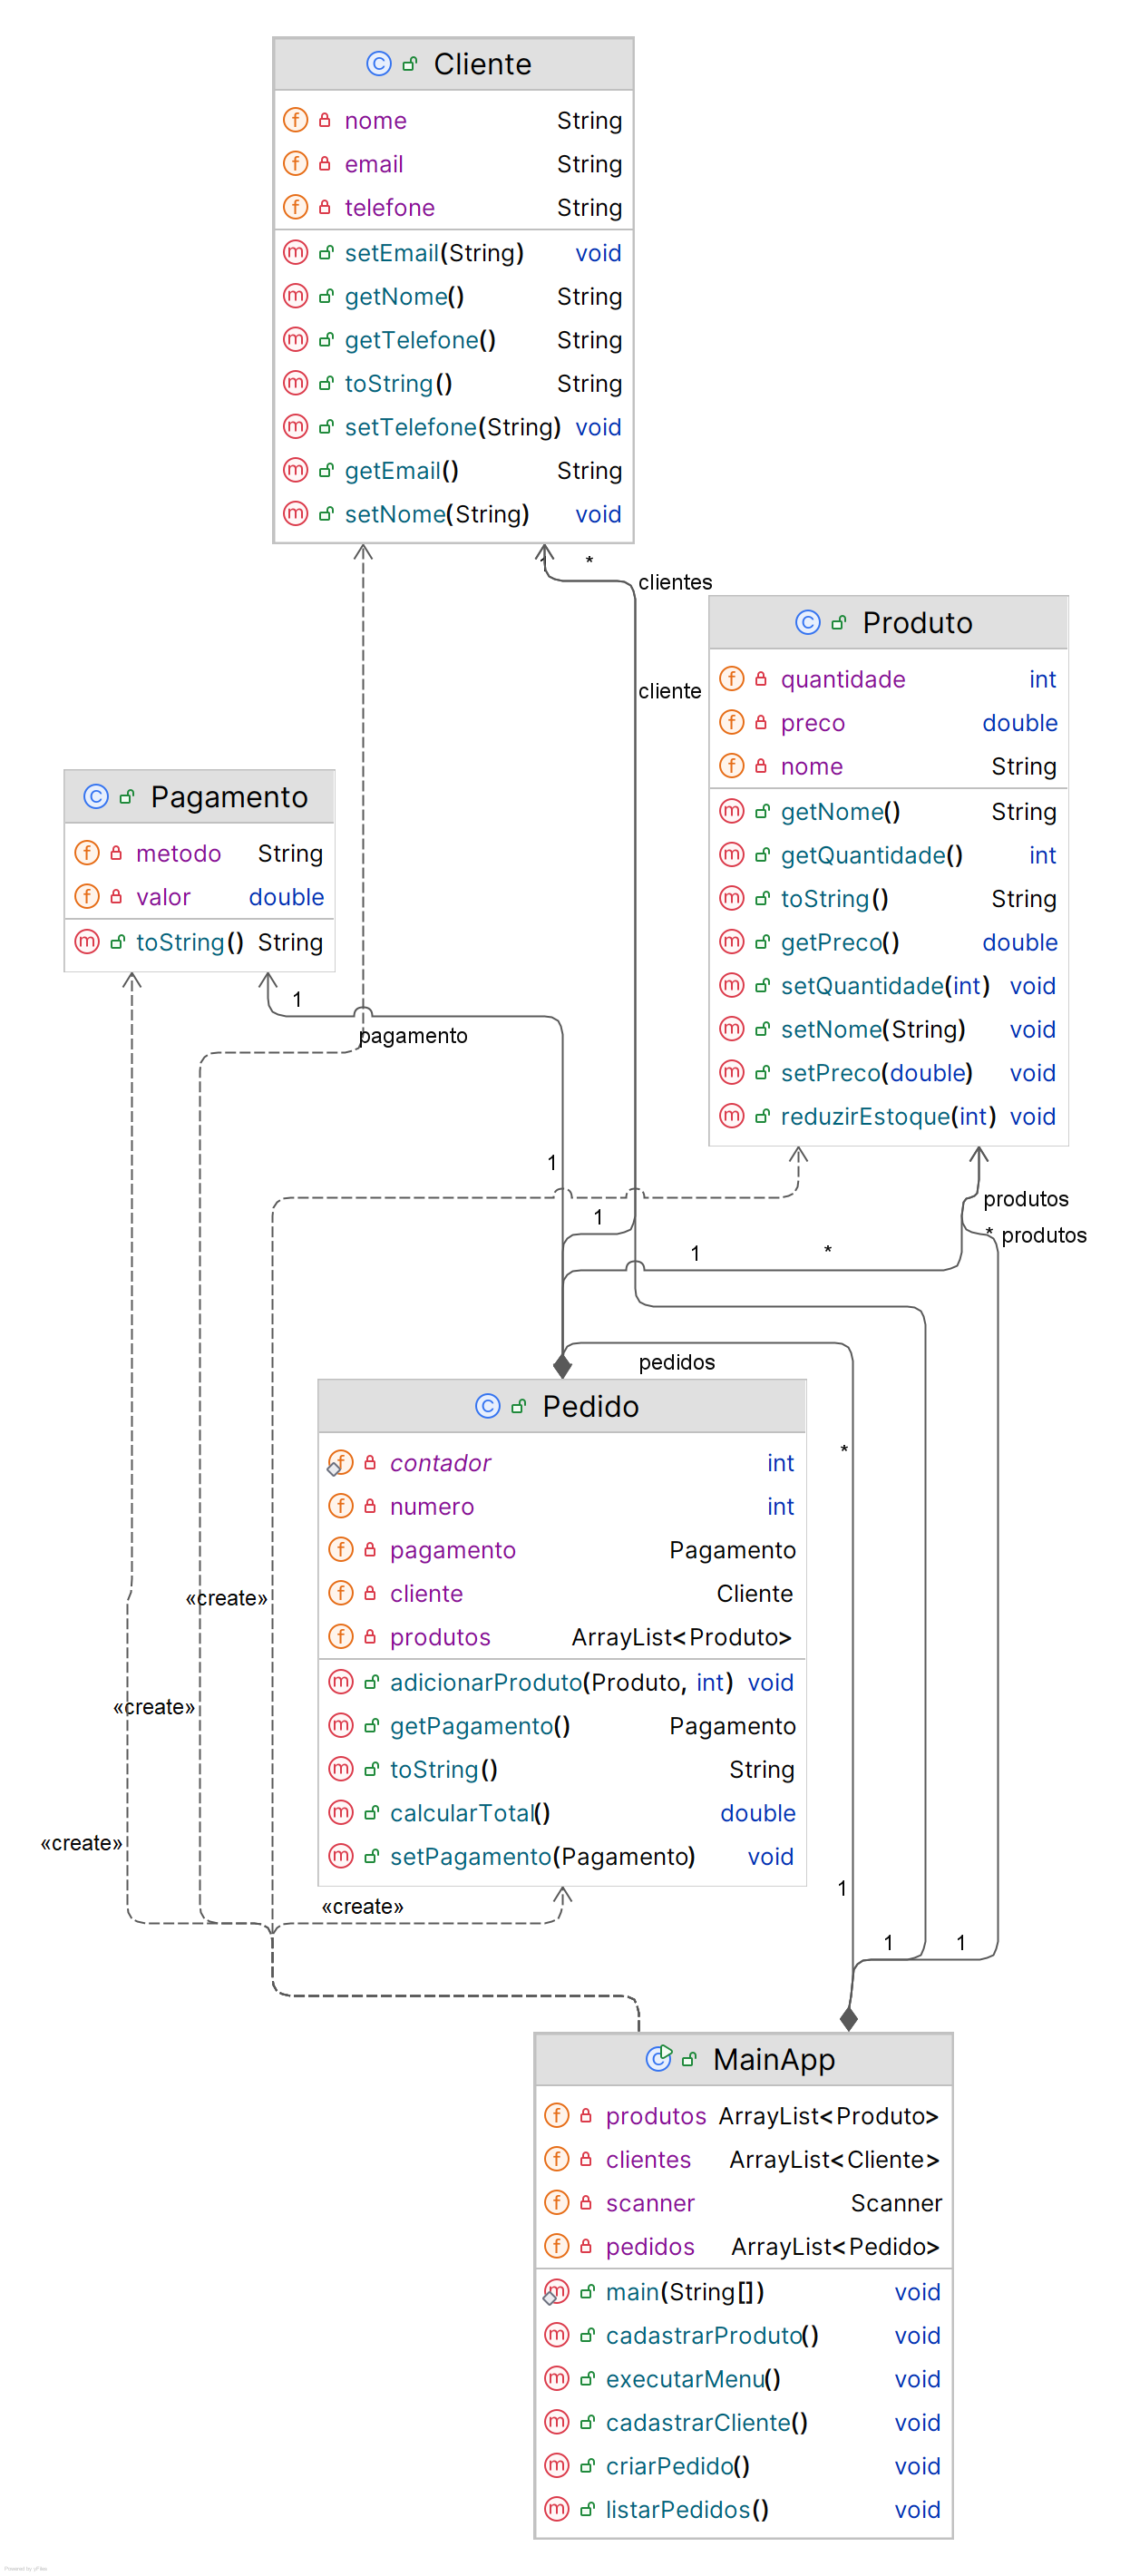 Cliente
nome String
email String
telefone String
setEmail(String) void
getNome() String
getTelefone() String
toString() String
setTelefone(String) void
getEmail() String
setNome(String) void
1 *
clientes
Produto
quantidade int
preco double
nome String
getNome() String
getQuantidade() int
toString() String
getPreco() double
setQuantidade(int) void
setNome(String) void
setPreco(double) void
reduzirEstoque(int) void
cliente
Pagamento
metodo String
valor double
toString() String
1
pagamento
1
produtos
1
* produtos
1 *
pedidos
Pedido
contador int
numero int
pagamento Pagamento
cliente Cliente
produtos ArrayList<Produto>
adicionarProduto(Produto, int) void
getPagamento() Pagamento
toString() String
calcularTotal() double
setPagamento(Pagamento) void
*
«create»
«create»
«create»
«create»
1
1 1
MainApp
produtos ArrayList<Produto>
clientes ArrayList<Cliente>
scanner Scanner
pedidos ArrayList<Pedido>
main(String[]) void
cadastrarProduto() void
executarMenu() void
cadastrarCliente() void
criarPedido() void
listarPedidos() void
Powered by yFiles